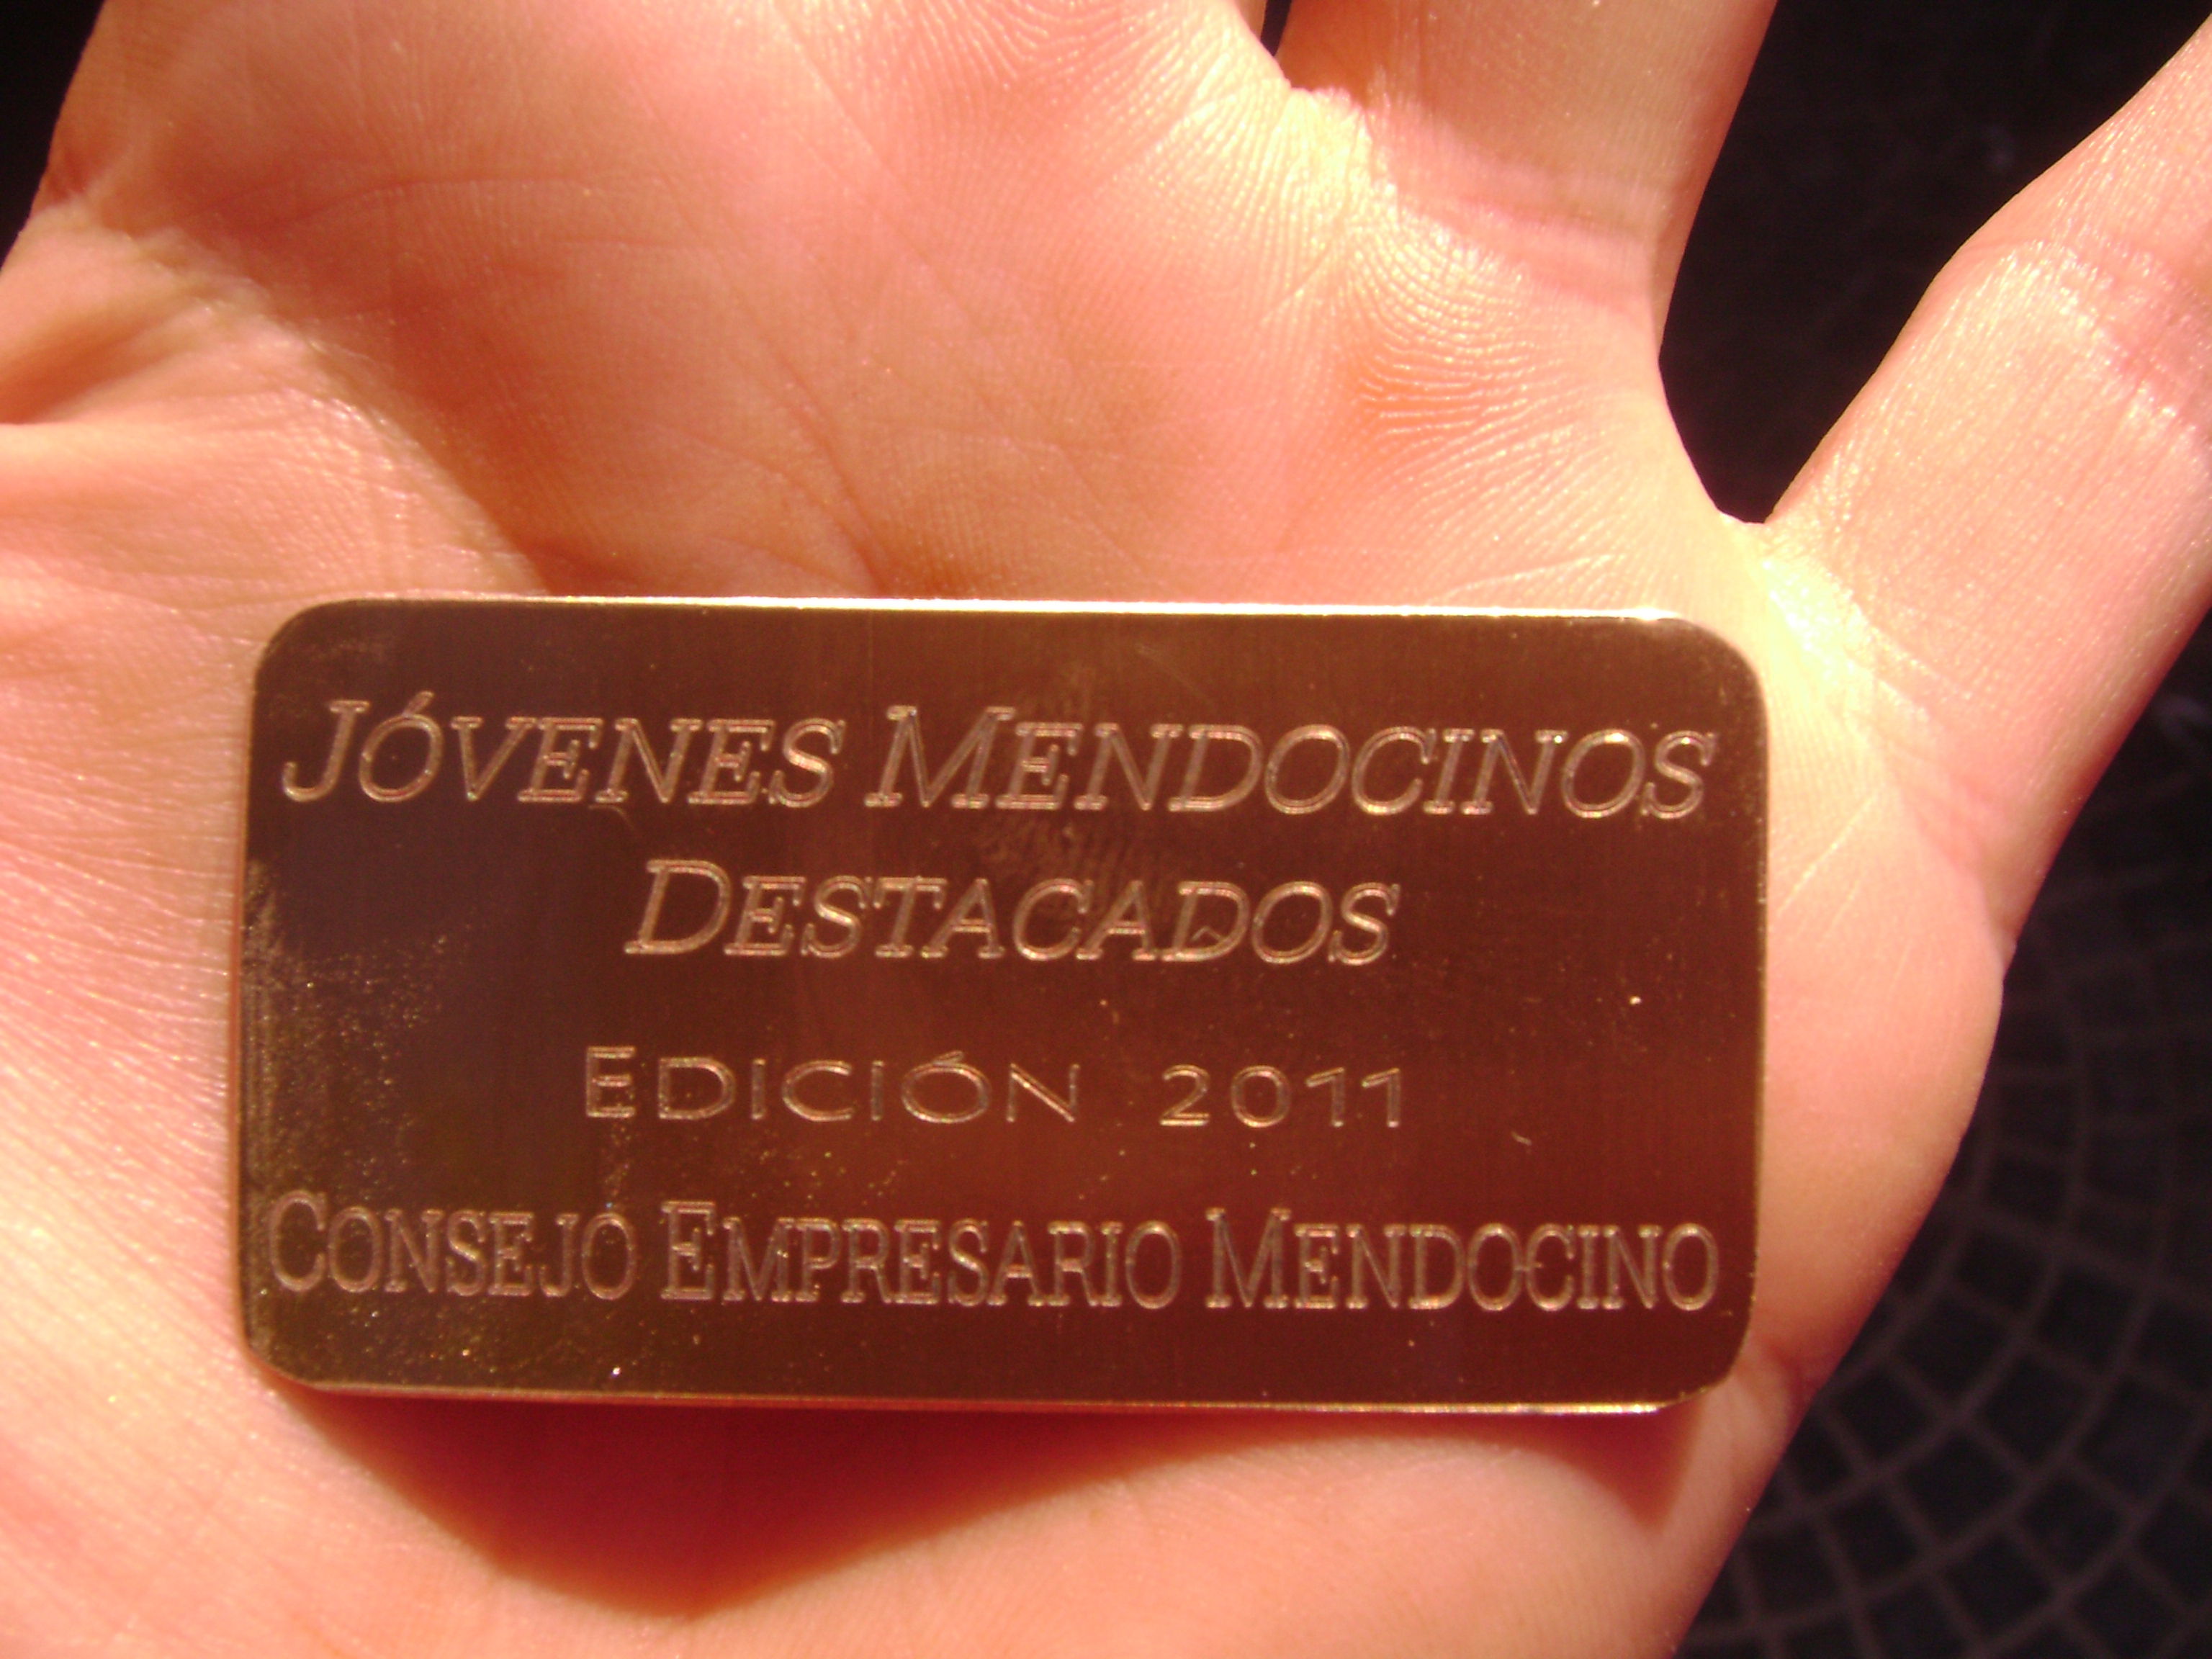 JÓVENES MENDOCINOS
DESTACADOS
EDICIÓN 2011
CONSEJO EMPRESARIO MENDOCINO